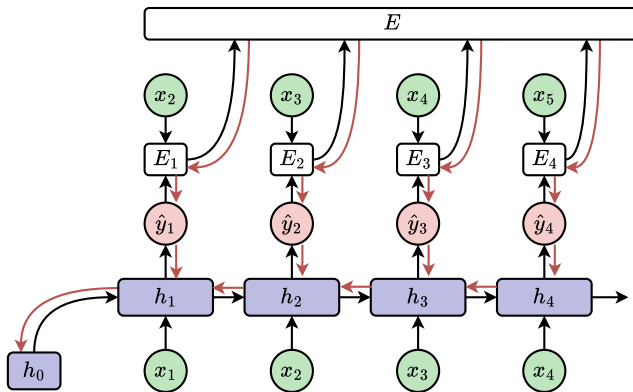 E
x₂ x₃ x₄ x₅
E₁ E₂ E₃ E₄
ŷ₁ ŷ₂ ŷ₃ ŷ₄
h₁ h₂ h₃ h₄
h₀ x₁ x₂ x₃ x₄